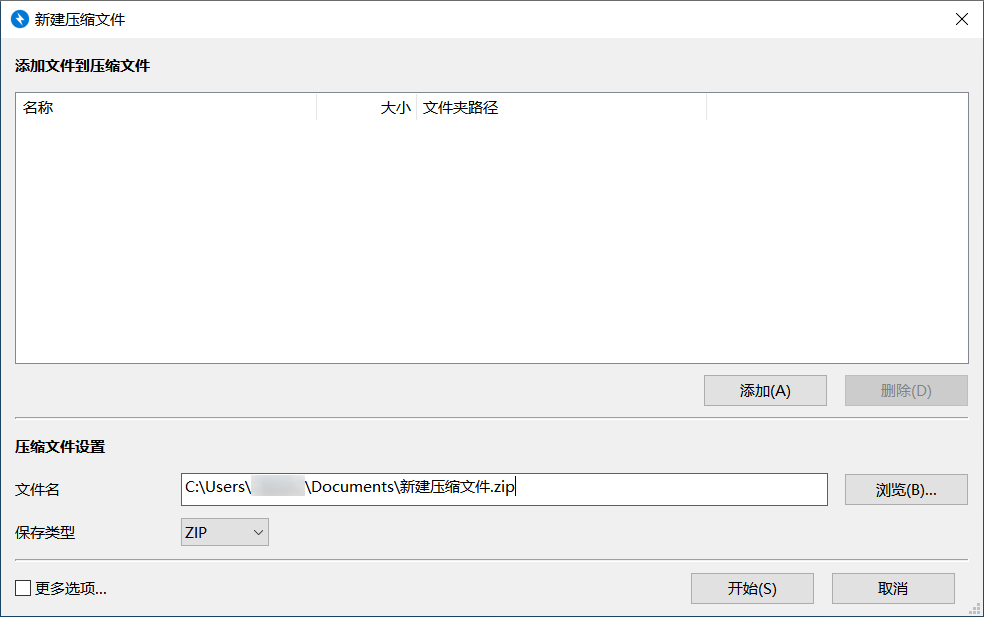 新建压缩文件
添加文件到压缩文件
名称 大小 文件夹路径
添加(A) 删除(D)
压缩文件设置
文件名 C:\Users\ \Documents\新建压缩文件.zip 浏览(B)...
保存类型 ZIP
更多选项... 开始(S) 取消